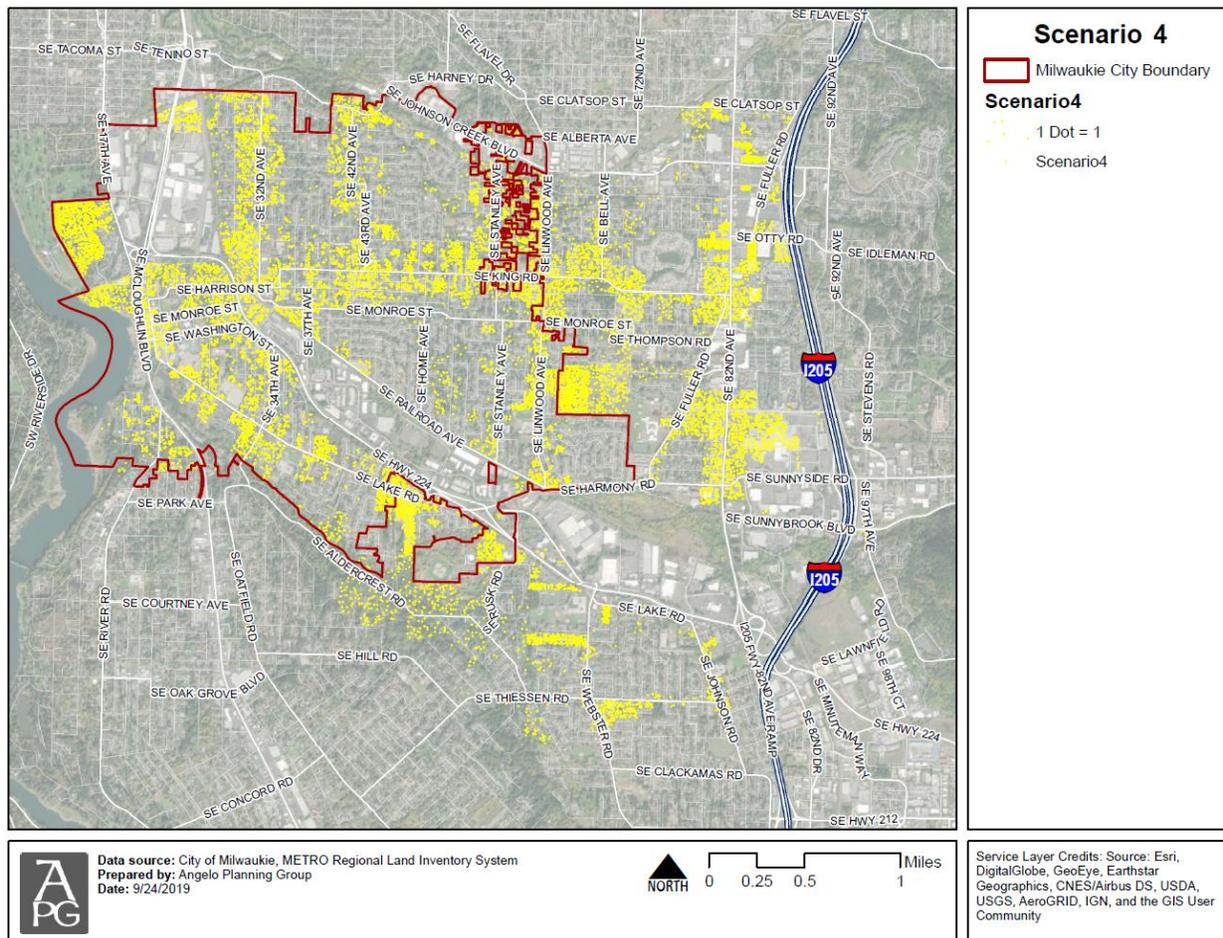 SE FLAVEL ST
SE TACOMA ST
SE TENINO ST
SE FLAVEL DR
SE 72ND AVE
SE 92ND AVE
SE HARNEY DR
SE CLATSOP ST
SE CLATSOP ST
SE 17TH AVE
SE JOHNSON CREEK BLVD
SE ALBERTA AVE
SE 32ND AVE
SE 42ND AVE
SE 43RD AVE
SE STANLEY AVE
SE LINWOOD AVE
SE BELL AVE
SE FULLER RD
SE OTTY RD
SE IDLEMAN RD
SE 92ND AVE
SE MCLOUGHLIN BLVD
SE KING RD
SE HARRISON ST
SE MONROE ST
SE WASHINGTON ST
SE 37TH AVE
SE MONROE ST
SE MONROE ST
SE THOMPSON RD
SW RIVERSIDE DR
SE 34TH AVE
SE HOME AVE
SE RAILROAD AVE
SE STANLEY AVE
SE LINWOOD AVE
SE FULLER RD
SE 82ND AVE
I205
SE STEVENS RD
SE HWY 224
SE LAKE RD
SE HARMONY RD
SE SUNNYSIDE RD
SE 97TH AVE
SE PARK AVE
SE SUNNYBROOK BLVD
SE ALDERCREST RD
SE OATFIELD RD
SE RUSK RD
I205
SE RIVER RD
SE COURTNEY AVE
SE LAKE RD
SE HILL RD
SE OAK GROVE BLVD
SE THIESSEN RD
SE WEBSTER RD
SE JOHNSON RD
I205 FWY 82ND AVE RAMP
SE LAWNFIE
LD RD
SE 98TH CT
SE MINUTEMAN WAY
SE 82ND DR
SE HWY 224
SE CLACKAMAS RD
SE CONCORD RD
SE HWY 212
Scenario 4
Milwaukie City Boundary
Scenario4
1 Dot = 1
Scenario4
APG
Data source: City of Milwaukie, METRO Regional Land Inventory System
Prepared by: Angelo Planning Group
Date: 9/24/2019
NORTH
Miles
0 0.25 0.5 1
Service Layer Credits: Source: Esri,
DigitalGlobe, GeoEye, Earthstar
Geographics, CNES/Airbus DS, USDA,
USGS, AeroGRID, IGN, and the GIS User
Community